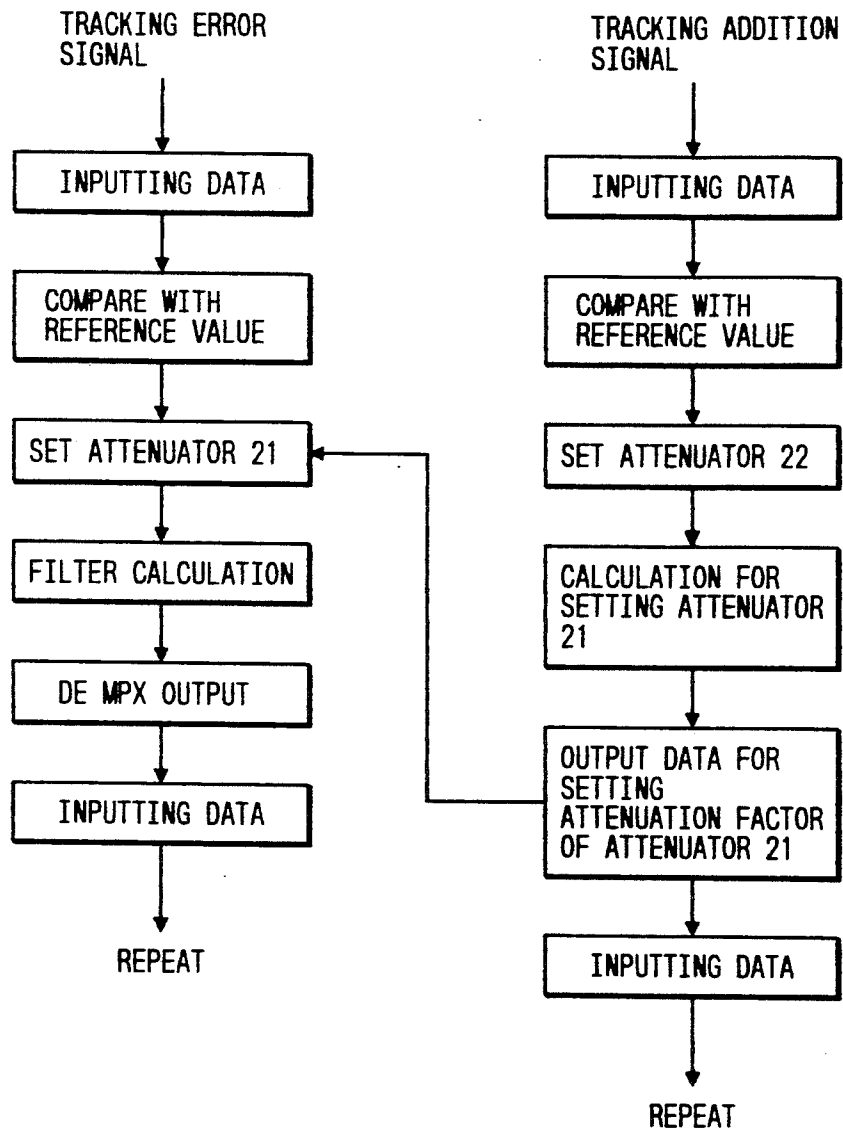 TRACKING ERROR
SIGNAL
INPUTTING DATA
COMPARE WITH
REFERENCE VALUE
SET ATTENUATOR 21
FILTER CALCULATION
DE MPX OUTPUT
INPUTTING DATA
REPEAT
TRACKING ADDITION
SIGNAL
INPUTTING DATA
COMPARE WITH
REFERENCE VALUE
SET ATTENUATOR 22
CALCULATION FOR
SETTING ATTENUATOR
21
OUTPUT DATA FOR
SETTING
ATTENUATION FACTOR
OF ATTENUATOR 21
INPUTTING DATA
REPEAT